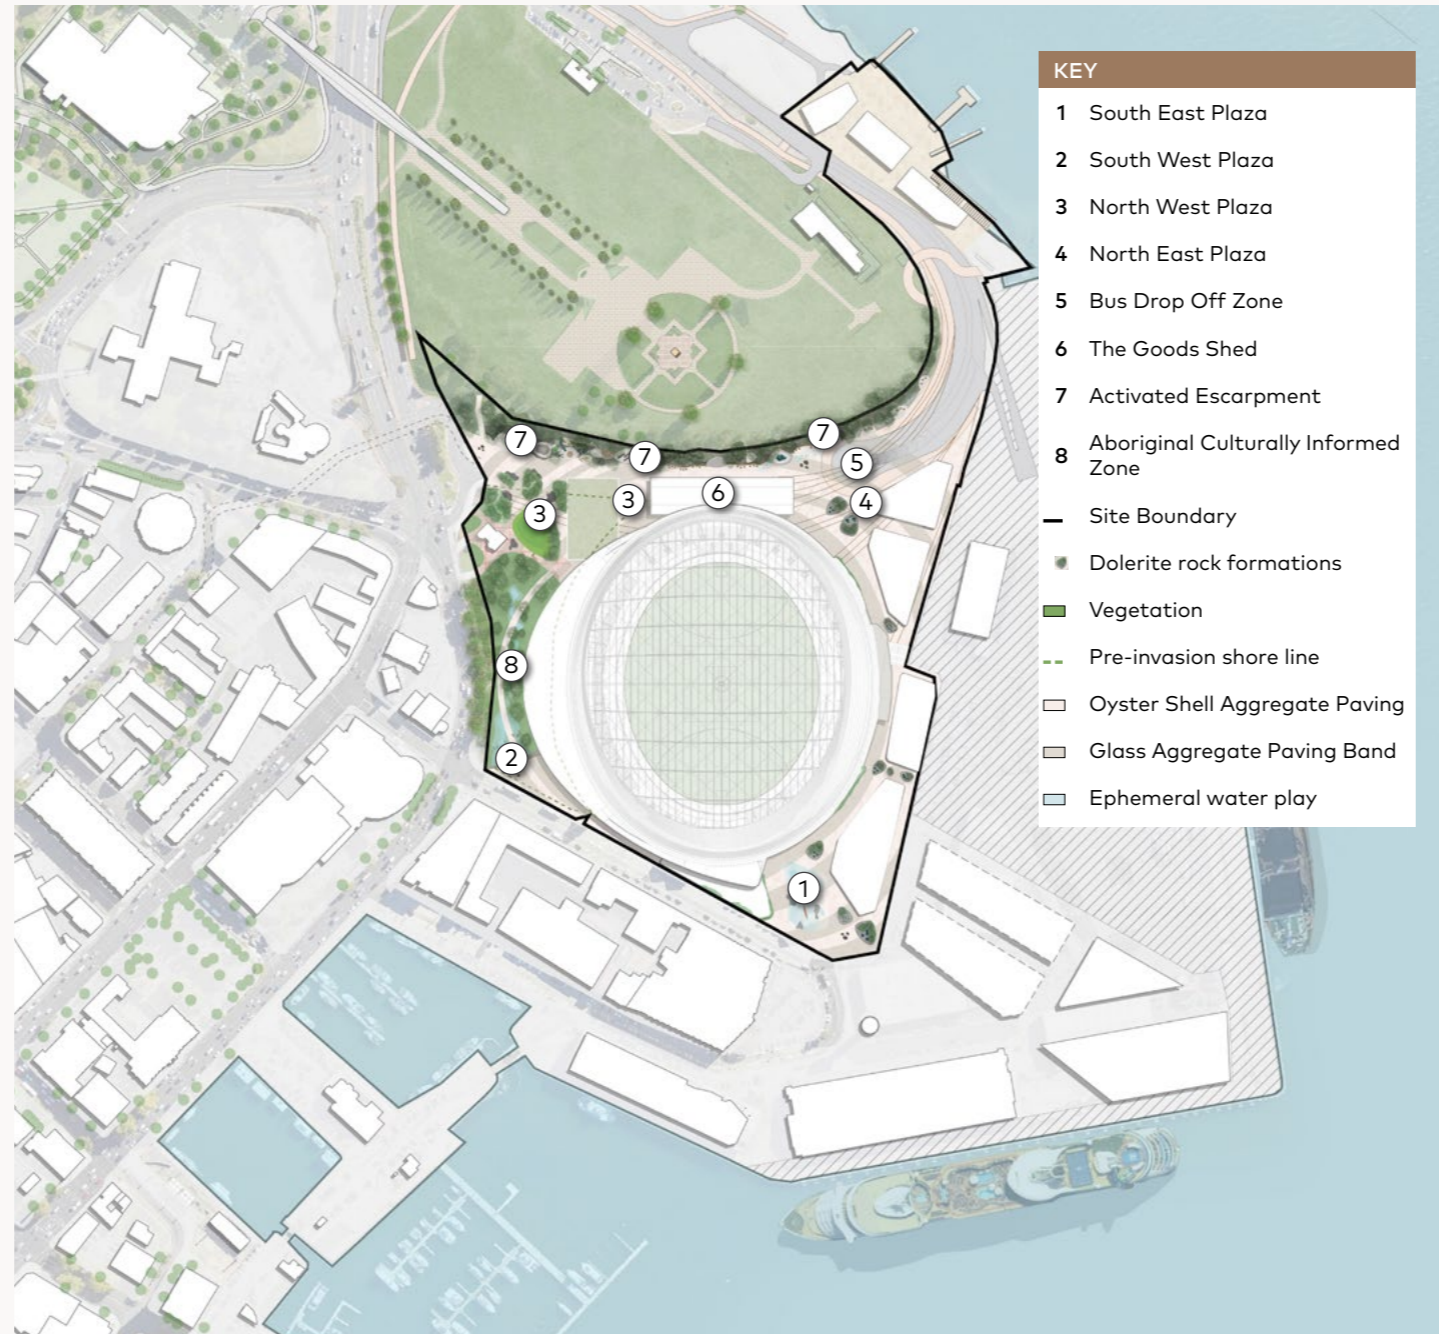 KEY
1 South East Plaza
2 South West Plaza
3 North West Plaza
4 North East Plaza
5 Bus Drop Off Zone
6 The Goods Shed
7 Activated Escarpment
8 Aboriginal Culturally Informed
Zone
Site Boundary
Dolerite rock formations
Vegetation
Pre-invasion shore line
Oyster Shell Aggregate Paving
Glass Aggregate Paving Band
Ephemeral water play
7
7
7
5
3
6
4
3
8
2
1